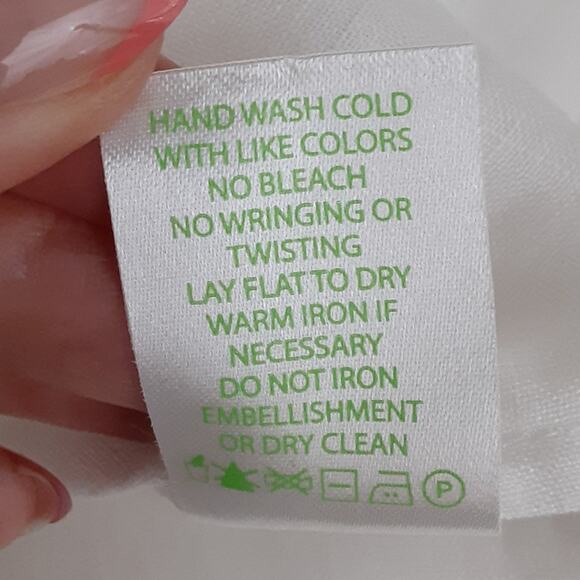 HAND WASH COLD
WITH LIKE COLORS
NO BLEACH
NO WRINGING OR
TWISTING
LAY FLAT TO DRY
WARM IRON IF
NECESSARY
DO NOT IRON
EMBELLISHMENT
OR DRY CLEAN
P